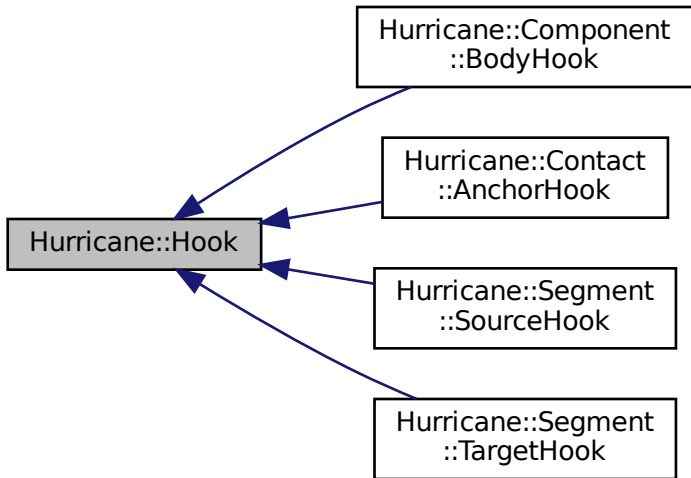 Hurricane::Component
::BodyHook
Hurricane::Contact
::AnchorHook
Hurricane::Hook
Hurricane::Segment
::SourceHook
Hurricane::Segment
::TargetHook